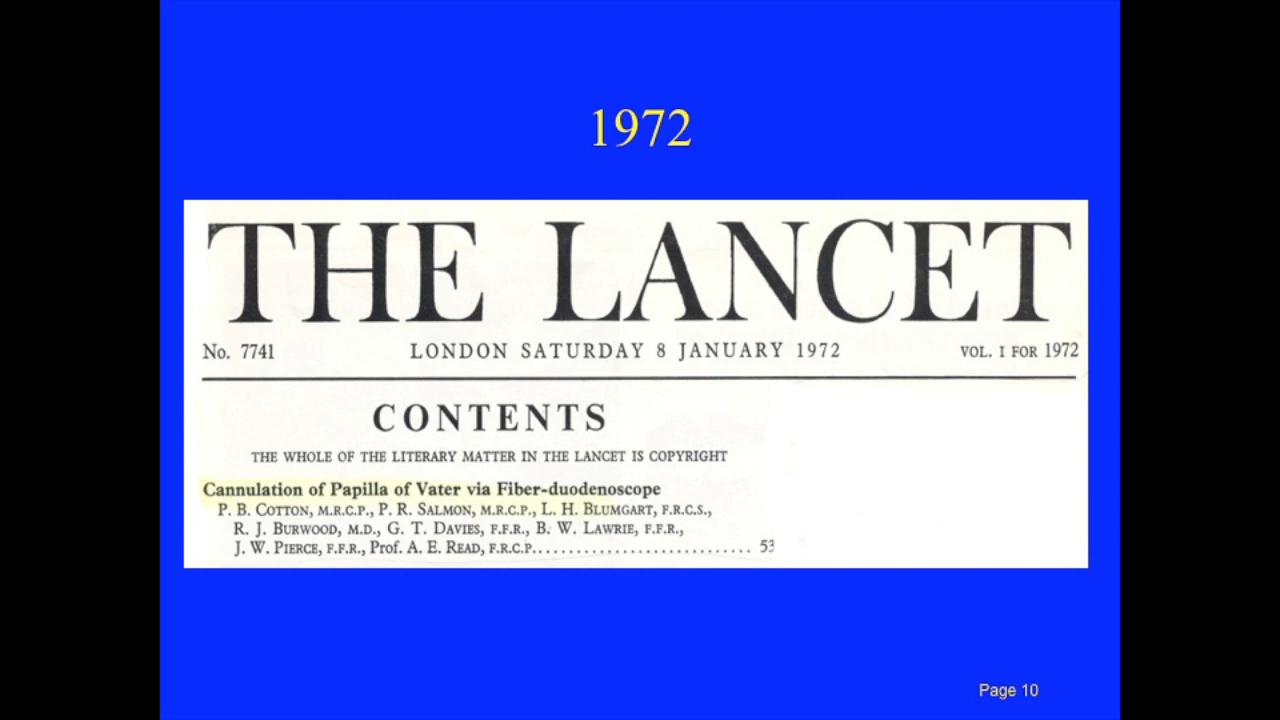 1972
THE LANCET
No. 7741 LONDON SATURDAY 8 JANUARY 1972 VOL. I FOR 1972
CONTENTS
THE WHOLE OF THE LITERARY MATTER IN THE LANCET IS COPYRIGHT
Cannulation of Papilla of Vater via Fiber-duodenoscope
P. B. COTTON, M.R.C.P., P. R. SALMON, M.R.C.P., L. H. BLUMGART, F.R.C.S.,
R. J. BURWOOD, M.D., G. T. DAVIES, F.F.R., B. W. LAWRIE, F.F.R.,
J. W. PIERCE, F.F.R., Prof. A. E. READ, F.R.C.P............................. 53
Page 10